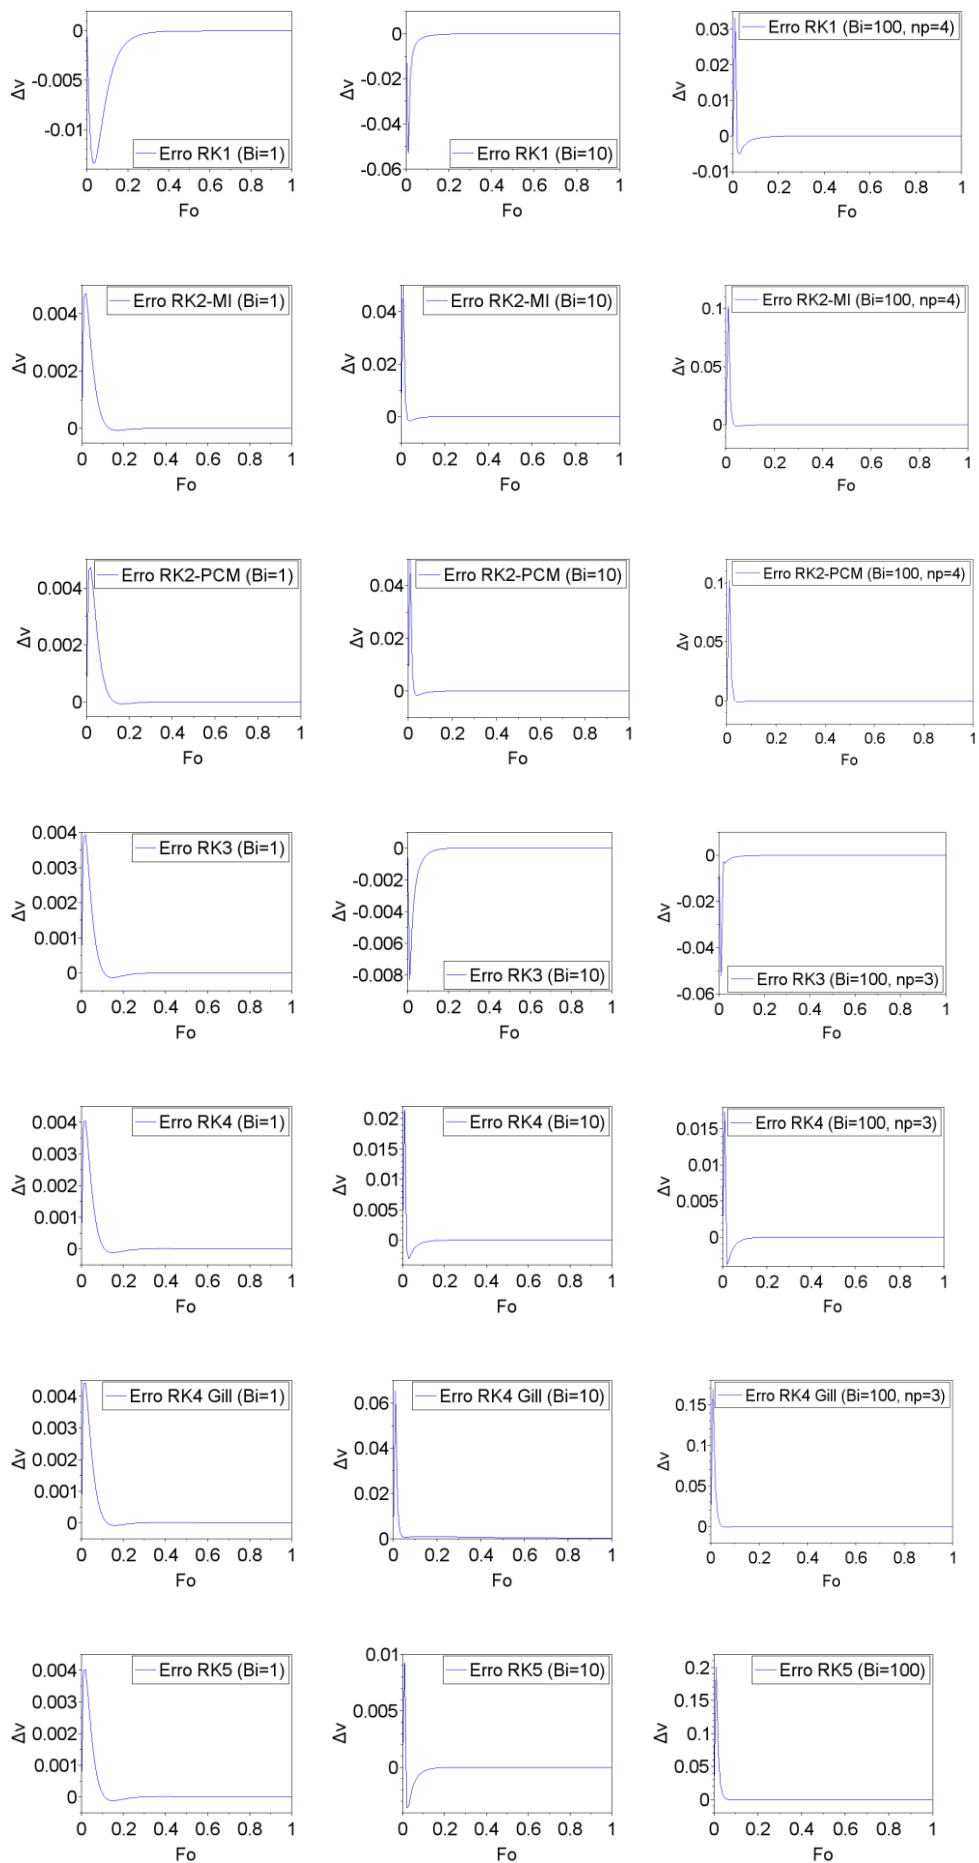 0
-0.005
-0.01
Δv
Erro RK1 (Bi=1)
0 0.2 0.4 0.6 0.8 1
Fo
0
-0.02
-0.04
-0.06
Δv
Erro RK1 (Bi=10)
0 0.2 0.4 0.6 0.8 1
Fo
0.03
0.02
0.01
0
-0.01
Δv
Erro RK1 (Bi=100, np=4)
0 0.2 0.4 0.6 0.8 1
Fo
0.004
0.002
0
Δv
Erro RK2-MI (Bi=1)
0 0.2 0.4 0.6 0.8 1
Fo
0.04
0.02
0
Δv
Erro RK2-MI (Bi=10)
0 0.2 0.4 0.6 0.8 1
Fo
0.1
0.05
0
Δv
Erro RK2-MI (Bi=100, np=4)
0 0.2 0.4 0.6 0.8 1
Fo
0.004
0.002
0
Δv
Erro RK2-PCM (Bi=1)
0 0.2 0.4 0.6 0.8 1
Fo
0.04
0.02
0
Δv
Erro RK2-PCM (Bi=10)
0 0.2 0.4 0.6 0.8 1
Fo
0.1
0.05
0
Δv
Erro RK2-PCM (Bi=100, np=4)
0 0.2 0.4 0.6 0.8 1
Fo
0.004
0.003
0.002
0.001
0
Δv
Erro RK3 (Bi=1)
0 0.2 0.4 0.6 0.8 1
Fo
0
-0.002
-0.004
-0.006
-0.008
Δv
Erro RK3 (Bi=10)
0 0.2 0.4 0.6 0.8 1
Fo
0
-0.02
-0.04
-0.06
Δv
Erro RK3 (Bi=100, np=3)
0 0.2 0.4 0.6 0.8 1
Fo
0.004
0.003
0.002
0.001
0
Δv
Erro RK4 (Bi=1)
0 0.2 0.4 0.6 0.8 1
Fo
0.02
0.015
0.01
0.005
0
Δv
Erro RK4 (Bi=10)
0 0.2 0.4 0.6 0.8 1
Fo
0.015
0.01
0.005
0
Δv
Erro RK4 (Bi=100, np=3)
0 0.2 0.4 0.6 0.8 1
Fo
0.004
0.003
0.002
0.001
0
Δv
Erro RK4 Gill (Bi=1)
0 0.2 0.4 0.6 0.8 1
Fo
0.06
0.04
0.02
0
Δv
Erro RK4 Gill (Bi=10)
0 0.2 0.4 0.6 0.8 1
Fo
0.15
0.1
0.05
0
Δv
Erro RK4 Gill (Bi=100, np=3)
0 0.2 0.4 0.6 0.8 1
Fo
0.004
0.003
0.002
0.001
0
Δv
Erro RK5 (Bi=1)
0 0.2 0.4 0.6 0.8 1
Fo
0.01
0.005
0
Δv
Erro RK5 (Bi=10)
0 0.2 0.4 0.6 0.8 1
Fo
0.2
0.15
0.1
0.05
0
Δv
Erro RK5 (Bi=100)
0 0.2 0.4 0.6 0.8 1
Fo